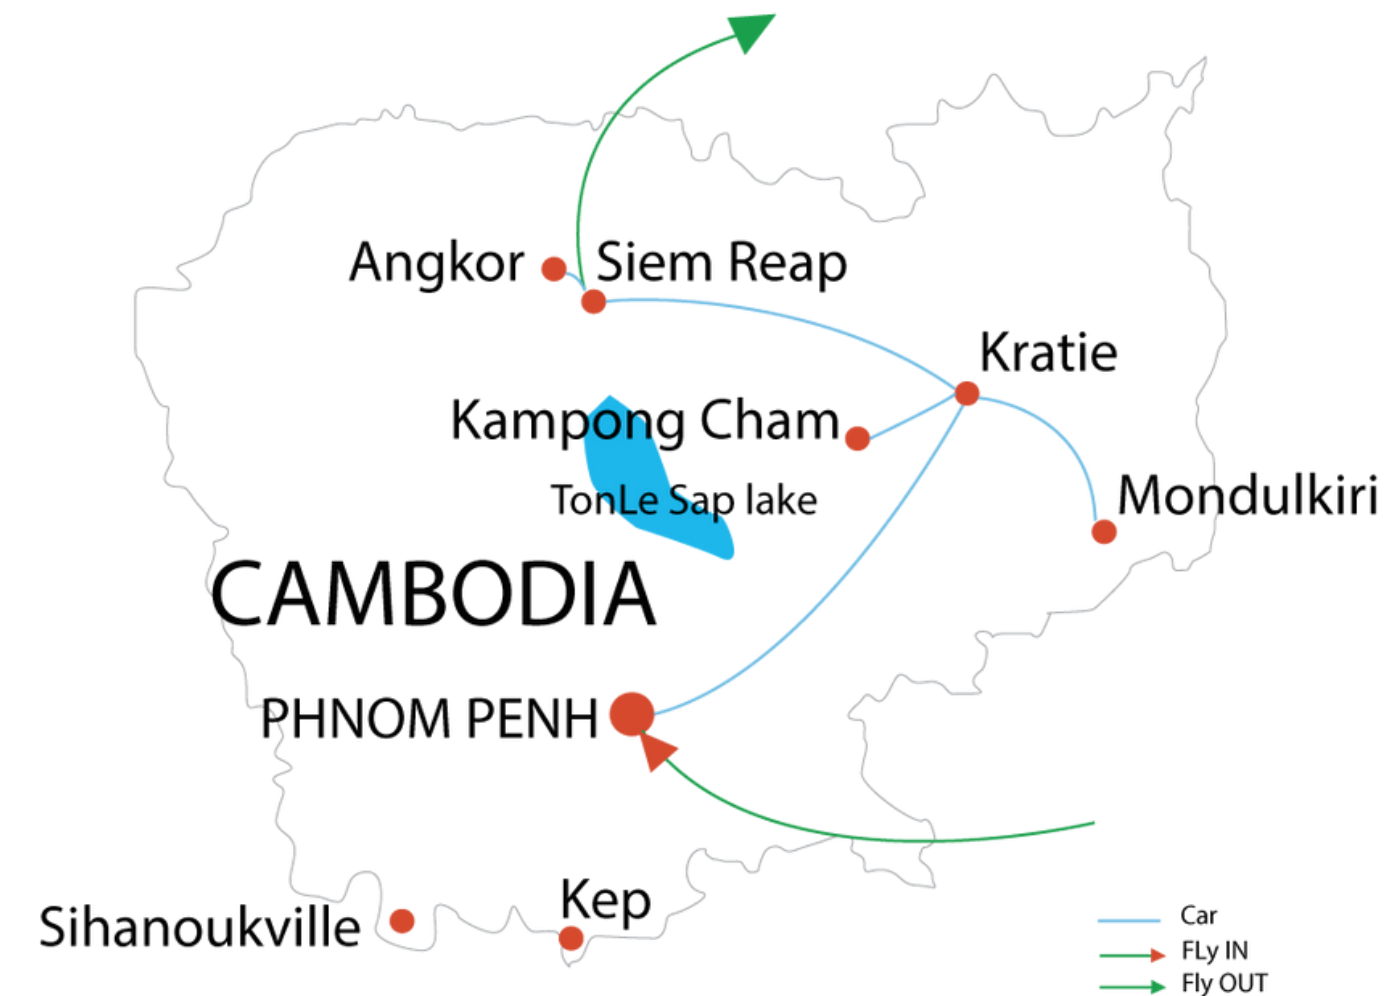 Angkor
Siem Reap
Kratie
Kampong Cham
TonLe Sap lake
Mondulkiri
CAMBODIA
PHNOM PENH
Kep
Sihanoukville
Car
FLy IN
Fly OUT